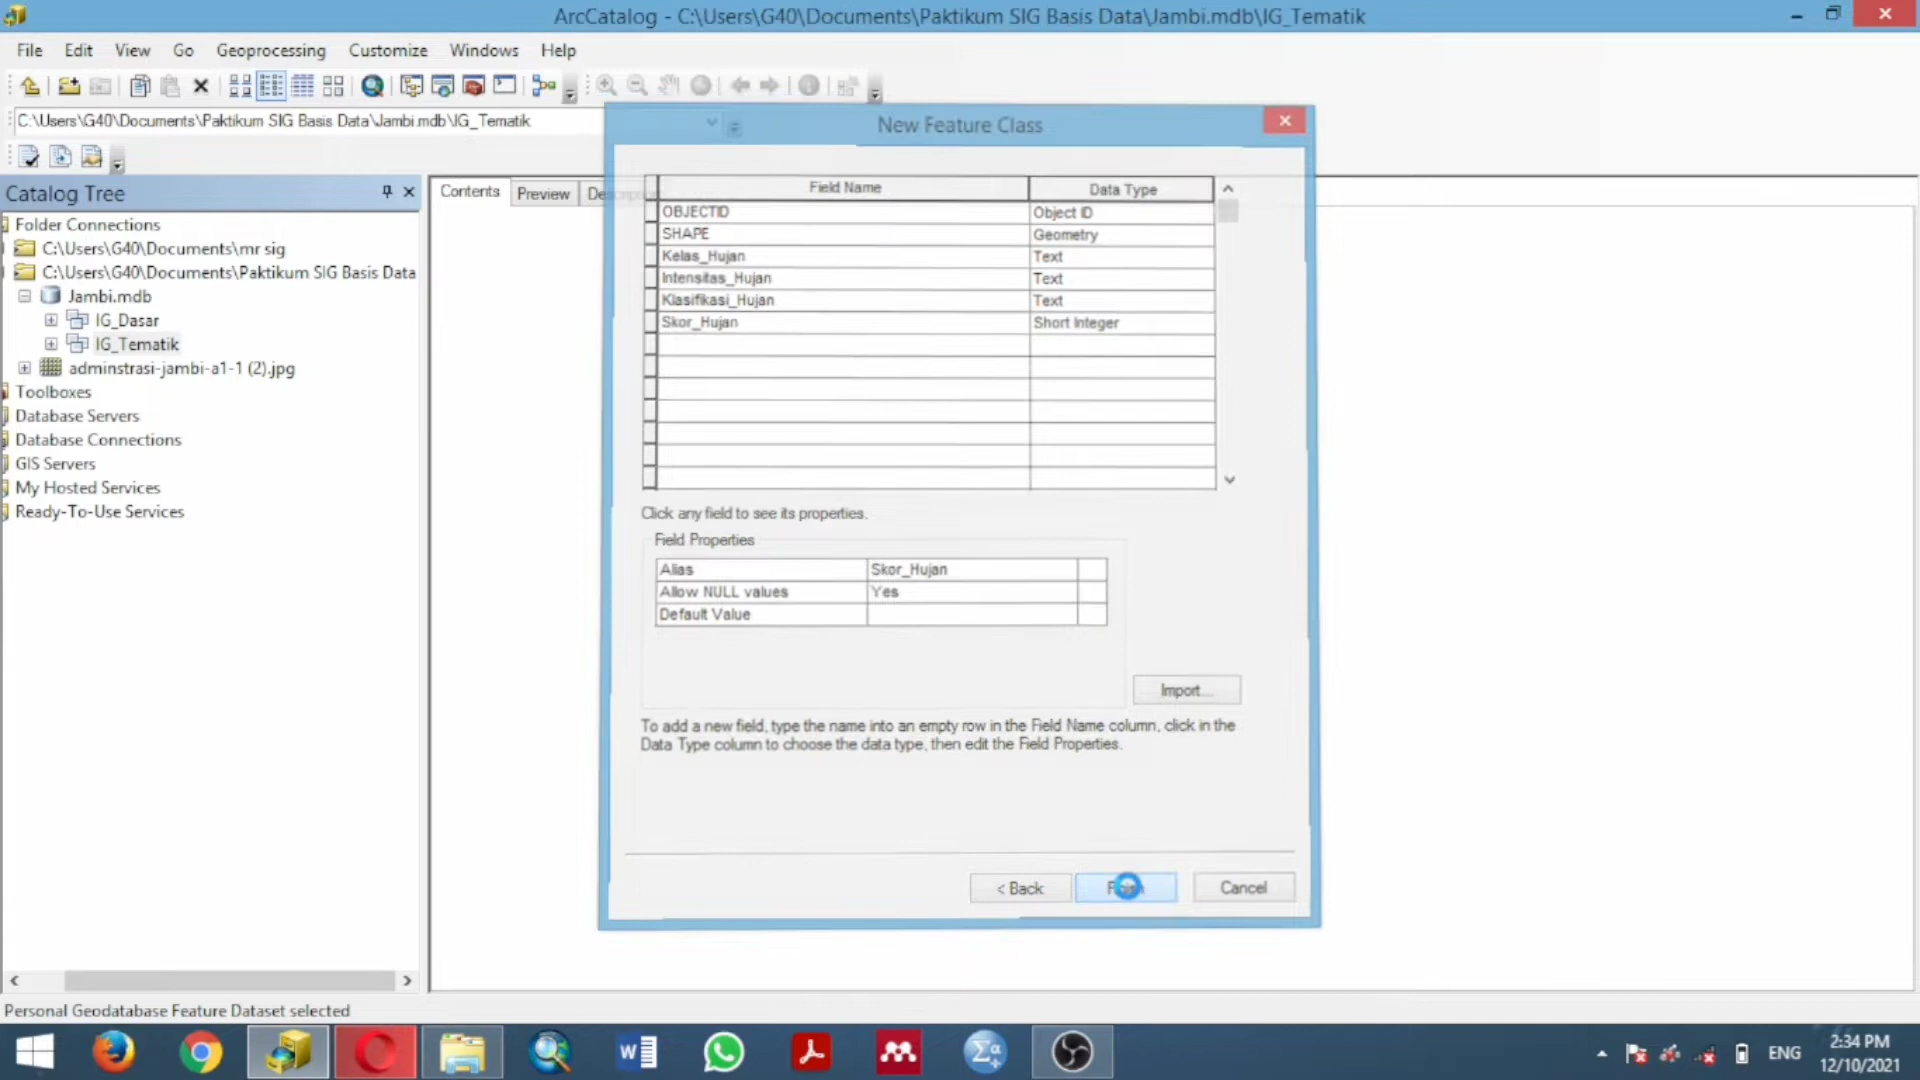 ArcCatalog - C:\Users\G40\Documents\Paktikum SIG Basis Data\Jambi.mdb\IG_Tematik
File Edit View Go Geoprocessing Customize Windows Help
C:\Users\G40\Documents\Paktikum SIG Basis Data\Jambi.mdb\IG_Tematik
New Feature Class
Catalog Tree
Contents Preview Description
Folder Connections
C:\Users\G40\Documents\mr sig
C:\Users\G40\Documents\Paktikum SIG Basis Data
Jambi.mdb
IG_Dasar
IG_Tematik
adminstrasi-jambi-a1-1 (2).jpg
Toolboxes
Database Servers
Database Connections
GIS Servers
My Hosted Services
Ready-To-Use Services
Field Name Data Type
OBJECTID Object ID
SHAPE Geometry
Kelas_Hujan Text
Intensitas_Hujan Text
Klasifikasi_Hujan Text
Skor_Hujan Short Integer
Click any field to see its properties.
Field Properties
Alias Skor_Hujan
Allow NULL values Yes
Default Value
Import...
To add a new field, type the name into an empty row in the Field Name column, click in the
Data Type column to choose the data type, then edit the Field Properties.
< Back Finish Cancel
Personal Geodatabase Feature Dataset selected
ENG
2:34 PM
12/10/2021